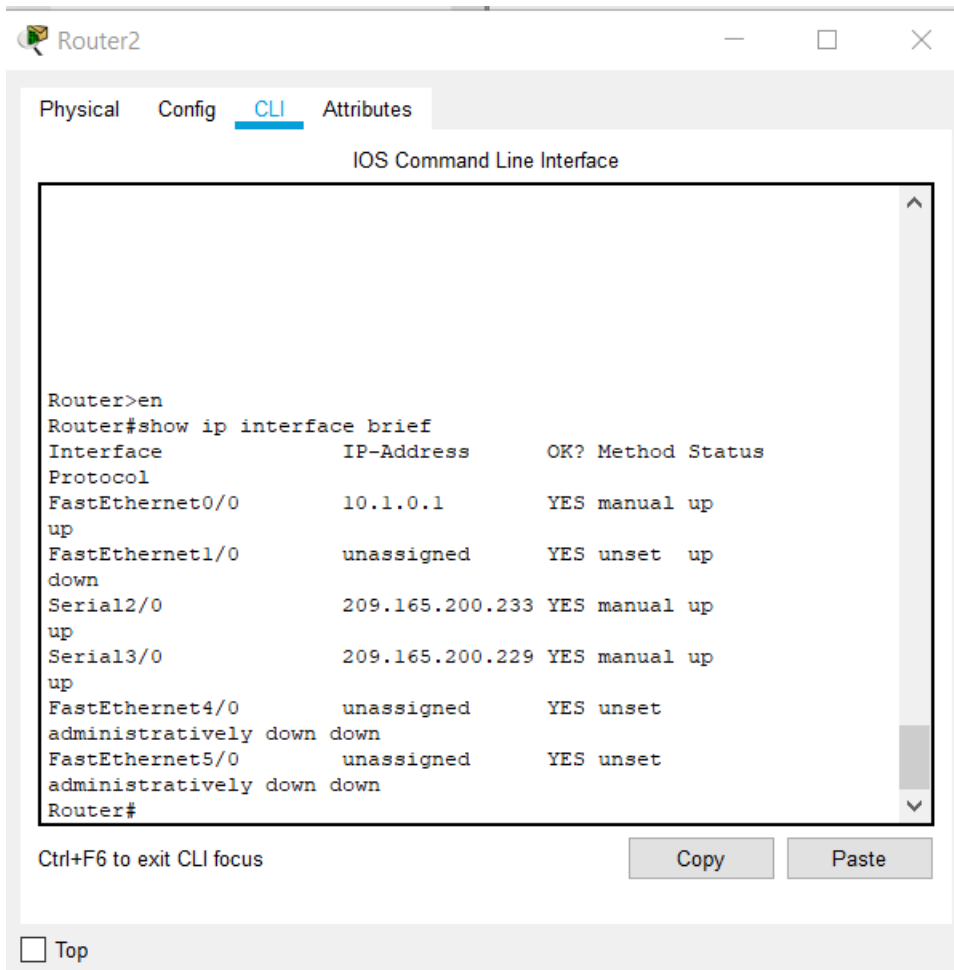 Router2
Physical Config CLI Attributes
IOS Command Line Interface
Router>en
Router#show ip interface brief
Interface IP-Address OK? Method Status
Protocol
FastEthernet0/0 10.1.0.1 YES manual up
up
FastEthernet1/0 unassigned YES unset up
down
Serial2/0 209.165.200.233 YES manual up
up
Serial3/0 209.165.200.229 YES manual up
up
FastEthernet4/0 unassigned YES unset
administratively down down
FastEthernet5/0 unassigned YES unset
administratively down down
Router#
Ctrl+F6 to exit CLI focus Copy Paste
Top